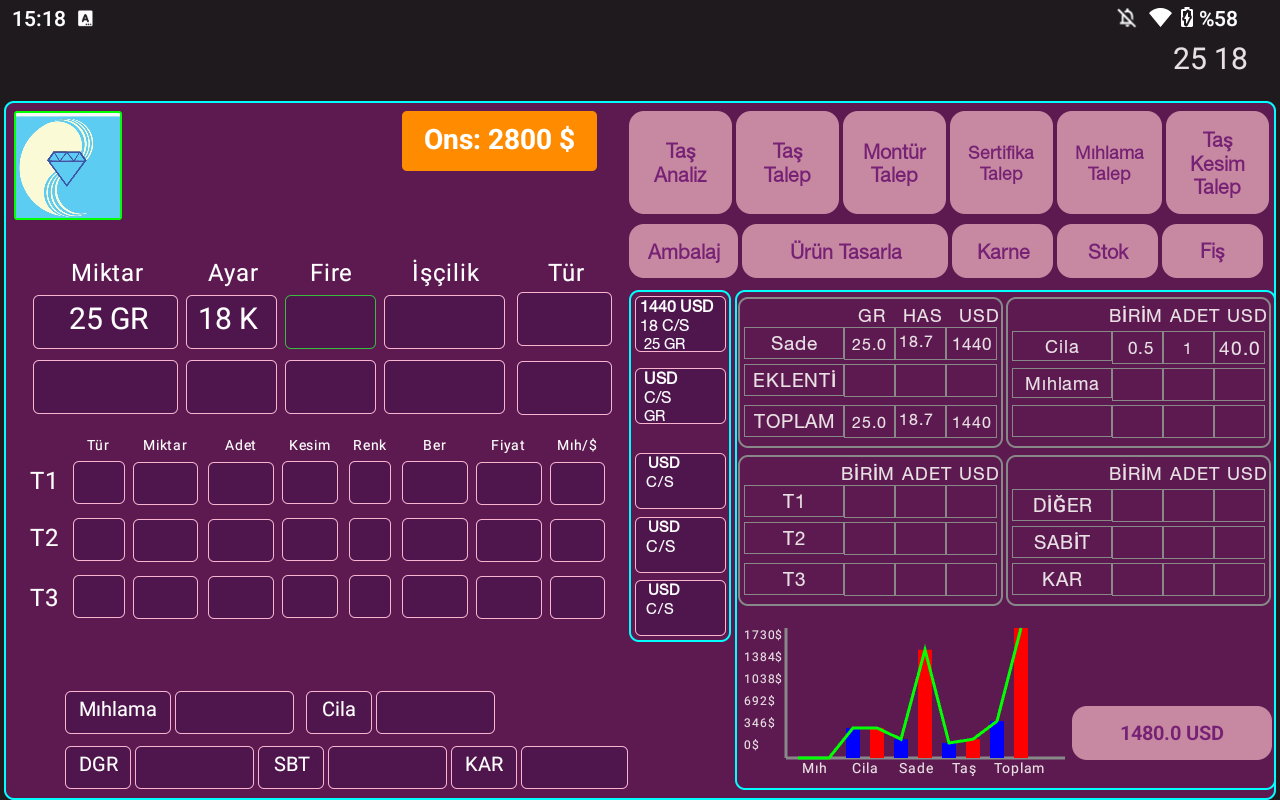 15:18 A
%58
25 18
Ons: 2800 $
Taş Analiz
Taş Talep
Montür Talep
Sertifika Talep
Mıhlama Talep
Taş Kesim Talep
Ambalaj
Ürün Tasarla
Karne
Stok
Fiş
Miktar Ayar Fire İşçilik Tür
25 GR 18 K
Tür Miktar Adet Kesim Renk Ber Fiyat Mıh/$
T1
T2
T3
Mıhlama Cila
DGR SBT KAR
1440 USD
18 C/S
25 GR
USD
C/S
GR
USD
C/S
USD
C/S
USD
C/S
GR HAS USD
Sade 25.0 18.7 1440
EKLENTİ
TOPLAM 25.0 18.7 1440
BİRİM ADET USD
Cila 0.5 1 40.0
Mıhlama
BİRİM ADET USD
T1
T2
T3
BİRİM ADET USD
DİĞER
SABİT
KAR
1730$
1384$
1038$
692$
346$
0$
Mıh Cila Sade Taş Toplam
1480.0 USD